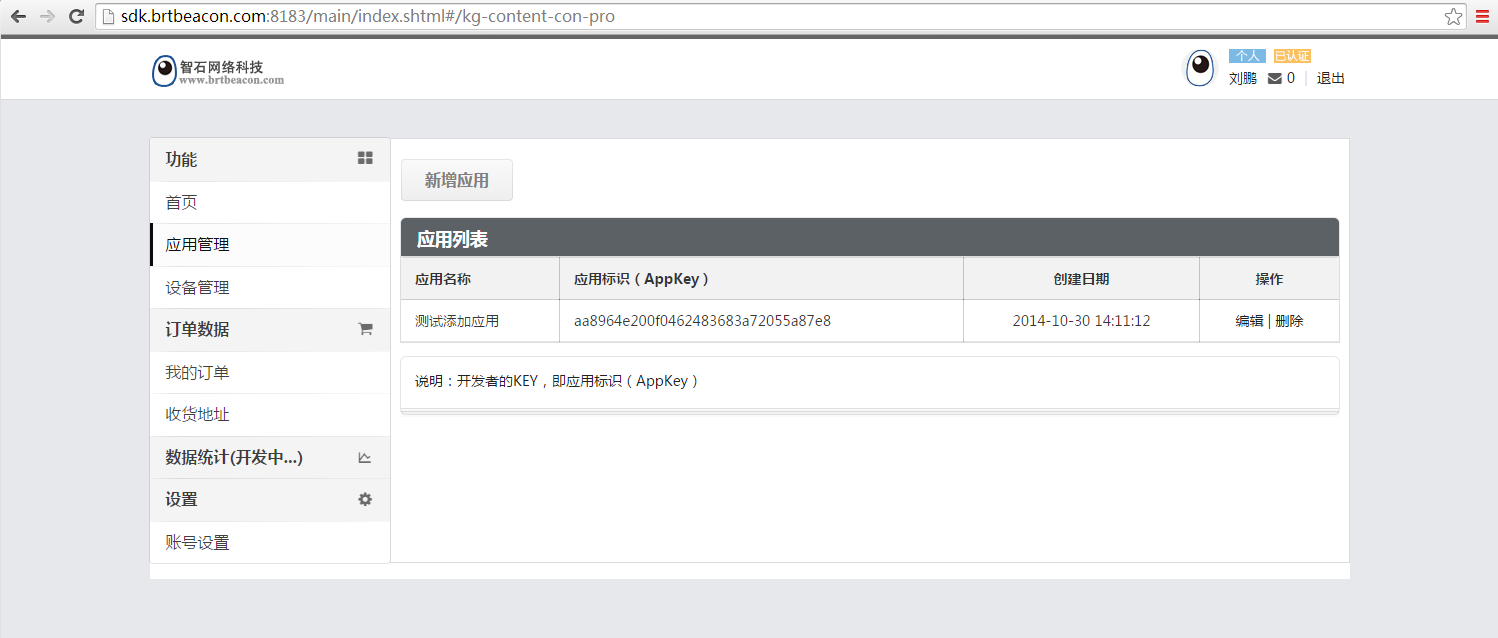 sdk.brtbeacon.com:8183/main/index.shtml#/kg-content-con-pro
智石网络科技
www.brtbeacon.com
个人 已认证
刘鹏 0 | 退出
功能
首页
应用管理
设备管理
订单数据
我的订单
收货地址
数据统计(开发中...)
设置
账号设置
新增应用
应用列表
应用名称 应用标识（AppKey） 创建日期 操作
测试添加应用 aa8964e200f0462483683a72055a87e8 2014-10-30 14:11:12 编辑 | 删除
说明：开发者的KEY，即应用标识（AppKey）